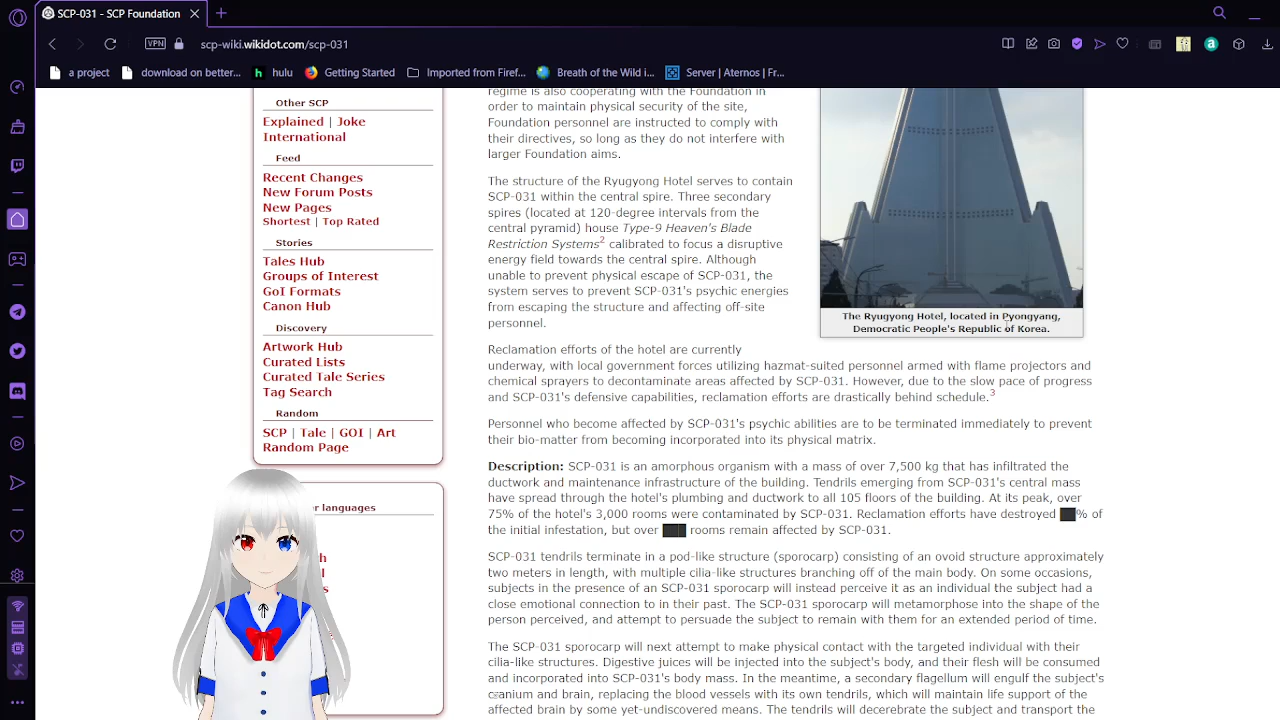 SCP-031 - SCP Foundation
VPN
scp-wiki.wikidot.com/scp-031
a project
download on better...
hulu
Getting Started
Imported from Firef...
Breath of the Wild i...
Server | Aternos | Fr...
Other SCP
Explained | Joke
International
Feed
Recent Changes
New Forum Posts
New Pages
Shortest | Top Rated
Stories
Tales Hub
Groups of Interest
GoI Formats
Canon Hub
Discovery
Artwork Hub
Curated Lists
Curated Tale Series
Tag Search
Random
SCP | Tale | GOI | Art
Random Page
languages
regime is also cooperating with the Foundation in
order to maintain physical security of the site,
Foundation personnel are instructed to comply with
their directives, so long as they do not interfere with
larger Foundation aims.
The structure of the Ryugyong Hotel serves to contain
SCP-031 within the central spire. Three secondary
spires (located at 120-degree intervals from the
central pyramid) house Type-9 Heaven's Blade
Restriction Systems2 calibrated to focus a disruptive
energy field towards the central spire. Although
unable to prevent physical escape of SCP-031, the
system serves to prevent SCP-031's psychic energies
from escaping the structure and affecting off-site
personnel.
The Ryugyong Hotel, located in Pyongyang,
Democratic People's Republic of Korea.
Reclamation efforts of the hotel are currently
underway, with local government forces utilizing hazmat-suited personnel armed with flame projectors and
chemical sprayers to decontaminate areas affected by SCP-031. However, due to the slow pace of progress
and SCP-031's defensive capabilities, reclamation efforts are drastically behind schedule.3
Personnel who become affected by SCP-031's psychic abilities are to be terminated immediately to prevent
their bio-matter from becoming incorporated into its physical matrix.
Description: SCP-031 is an amorphous organism with a mass of over 7,500 kg that has infiltrated the
ductwork and maintenance infrastructure of the building. Tendrils emerging from SCP-031's central mass
have spread through the hotel's plumbing and ductwork to all 105 floors of the building. At its peak, over
75% of the hotel's 3,000 rooms were contaminated by SCP-031. Reclamation efforts have destroyed ██% of
the initial infestation, but over ███ rooms remain affected by SCP-031.
SCP-031 tendrils terminate in a pod-like structure (sporocarp) consisting of an ovoid structure approximately
two meters in length, with multiple cilia-like structures branching off of the main body. On some occasions,
subjects in the presence of an SCP-031 sporocarp will instead perceive it as an individual the subject had a
close emotional connection to in their past. The SCP-031 sporocarp will metamorphose into the shape of the
person perceived, and attempt to persuade the subject to remain with them for an extended period of time.
The SCP-031 sporocarp will next attempt to make physical contact with the targeted individual with their
cilia-like structures. Digestive juices will be injected into the subject's body, and their flesh will be consumed
and incorporated into SCP-031's body mass. In the meantime, a secondary flagellum will engulf the subject's
cranium and brain, replacing the blood vessels with its own tendrils, which will maintain life support of the
affected brain by some yet-undiscovered means. The tendrils will decerebrate the subject and transport the